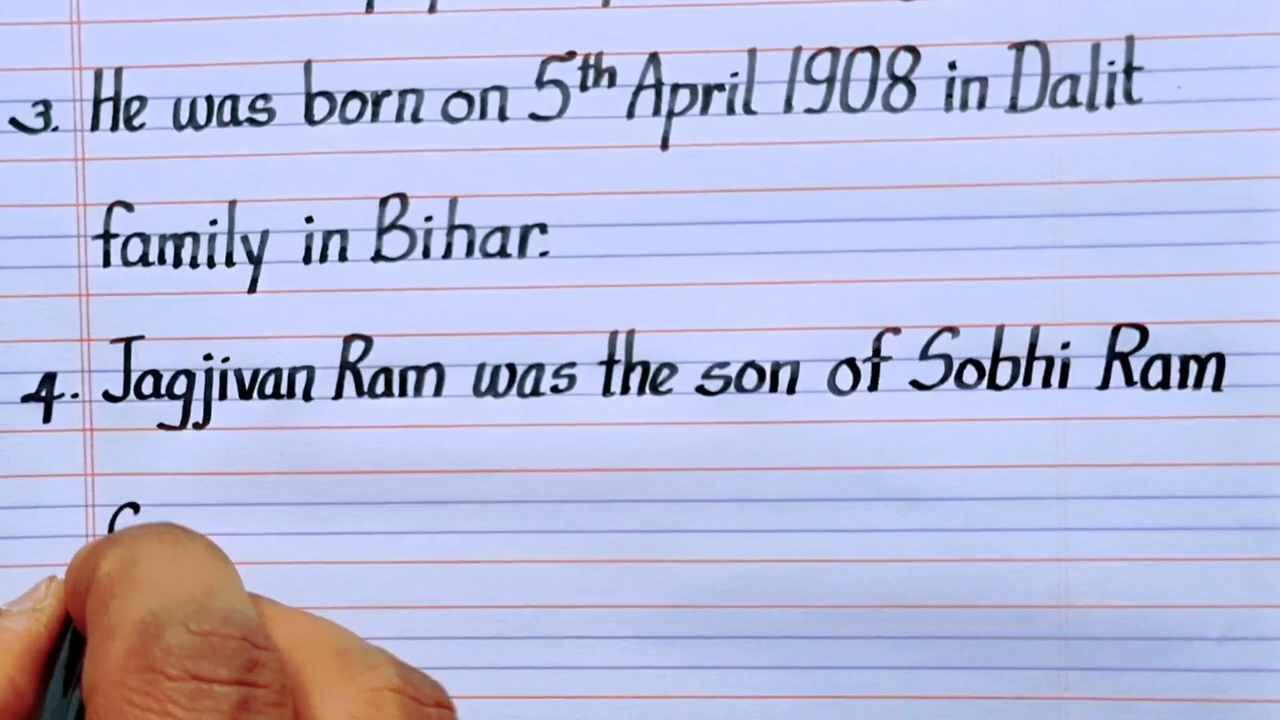 3. He was born on 5th April 1908 in Dalit
family in Bihar.
4. Jagjivan Ram was the son of Sobhi Ram